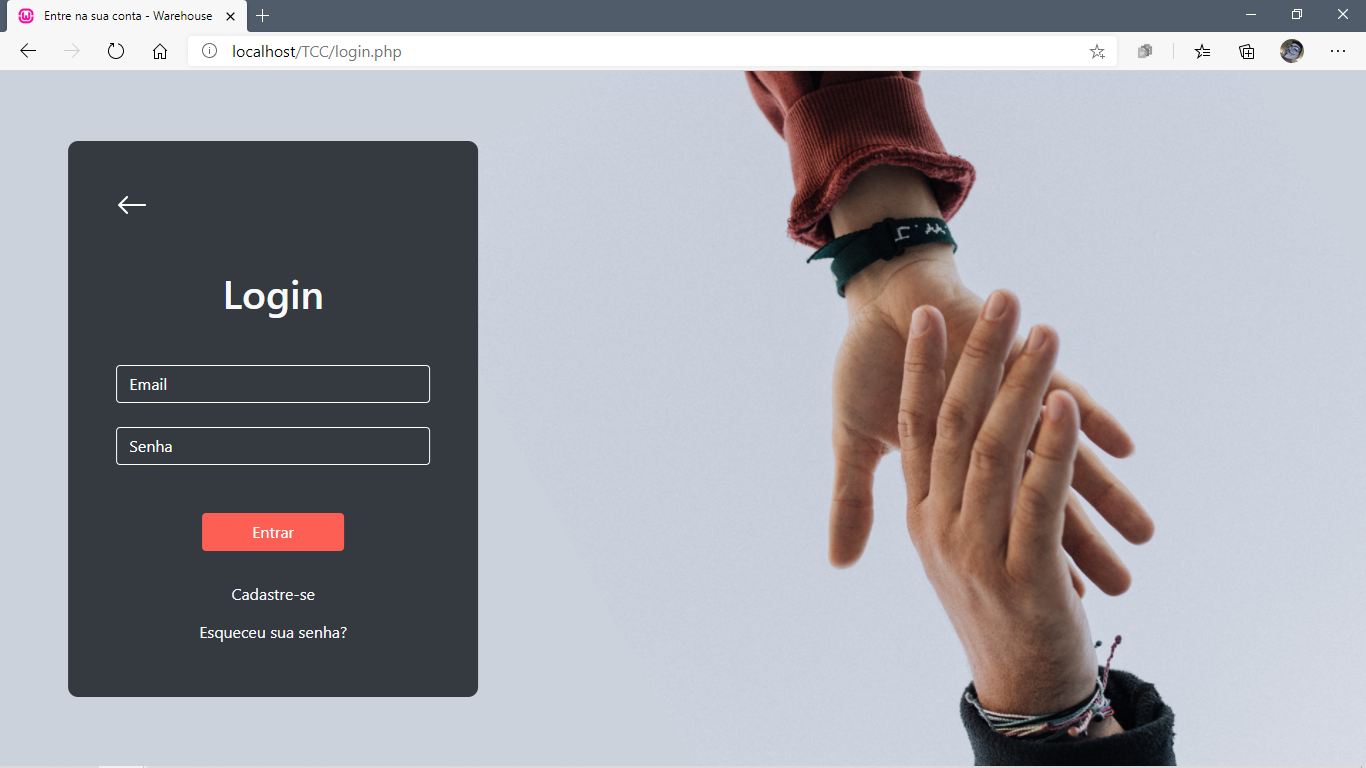 Entre na sua conta - Warehouse
localhost/TCC/login.php
Login
Email
Senha
Entrar
Cadastre-se
Esqueceu sua senha?